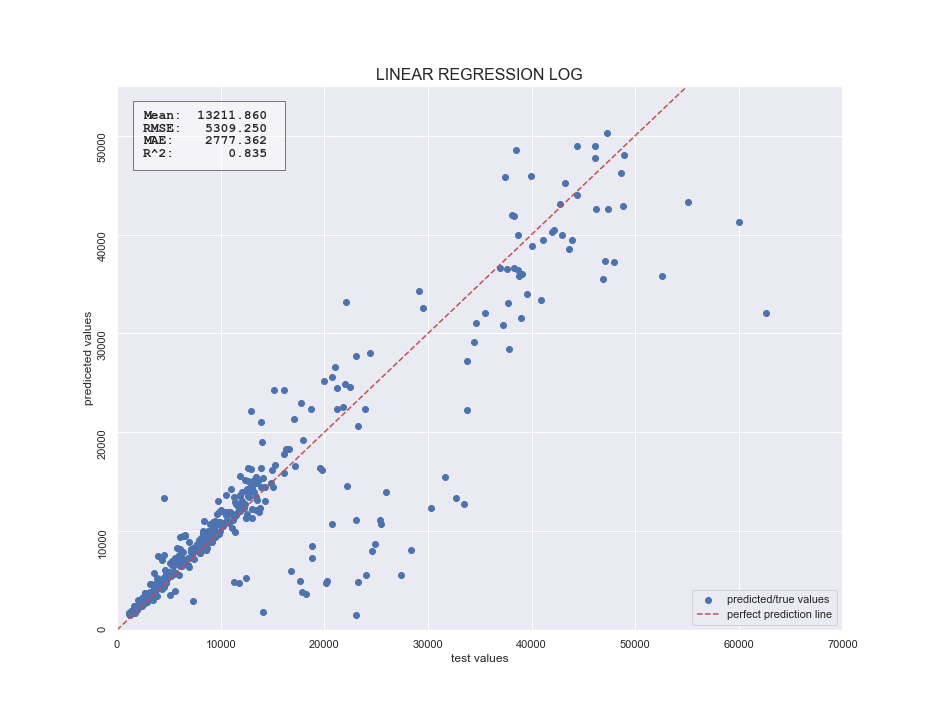 LINEAR REGRESSION LOG
Mean: 13211.860
RMSE: 5309.250
MAE: 2777.362
R^2: 0.835
prediceted values
50000
40000
30000
20000
10000
0
0 10000 20000 30000 40000 50000 60000 70000
test values
predicted/true values
perfect prediction line